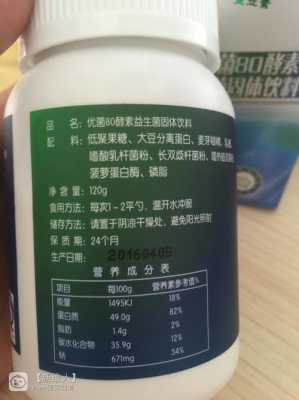 菌80酵素
固体饮料
品 名：优菌80酵素益生菌固体饮料
配 料：低聚果糖、大豆分离蛋白、麦芽糊精、
嗜酸乳杆菌粉、长双歧杆菌粉、
菠萝蛋白酶、磷脂
净 含 量：120g
食用方法：每次1-2平勺，温开水冲服
储存方法：请置于阴凉干燥处，避免阳光照射
保 质 期：24个月
生产日期：20160405
营 养 成 分 表
项目 每100g 营养素参考值%
能量 1495KJ 18%
蛋白质 49.0g 82%
脂肪 1.4g 2%
碳水化合物 35.9g 12%
钠 671mg 34%